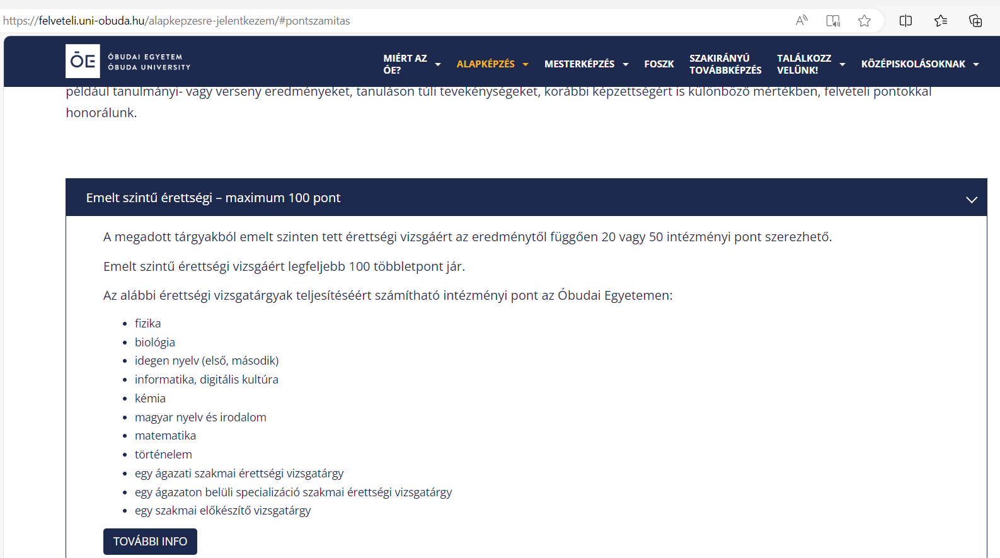 https://felveteli.uni-obuda.hu/alapkepzesre-jelentkezem/#pontszamitas
ŌE ÓBUDAI EGYETEM
ÓBUDA UNIVERSITY
MIÉRT AZ ÓE?
ALAPKÉPZÉS
MESTERKÉPZÉS
FOSZK
SZAKIRÁNYÚ TOVÁBBKÉPZÉS
TALÁLKOZZ VELÜNK!
KÖZÉPISKOLÁSOKNAK
például tanulmányi- vagy verseny eredményeket, tanuláson túli tevékenységeket, korábbi képzettségért is különböző mértékben, felvételi pontokkal
honorálunk.
Emelt szintű érettségi – maximum 100 pont
A megadott tárgyakból emelt szinten tett érettségi vizsgáért az eredménytől függően 20 vagy 50 intézményi pont szerezhető.
Emelt szintű érettségi vizsgáért legfeljebb 100 többletpont jár.
Az alábbi érettségi vizsgatárgyak teljesítéséért számítható intézményi pont az Óbudai Egyetemen:
• fizika
• biológia
• idegen nyelv (első, második)
• informatika, digitális kultúra
• kémia
• magyar nyelv és irodalom
• matematika
• történelem
• egy ágazati szakmai érettségi vizsgatárgy
• egy ágazaton belüli specializáció szakmai érettségi vizsgatárgy
• egy szakmai előkészítő vizsgatárgy
TOVÁBBI INFO